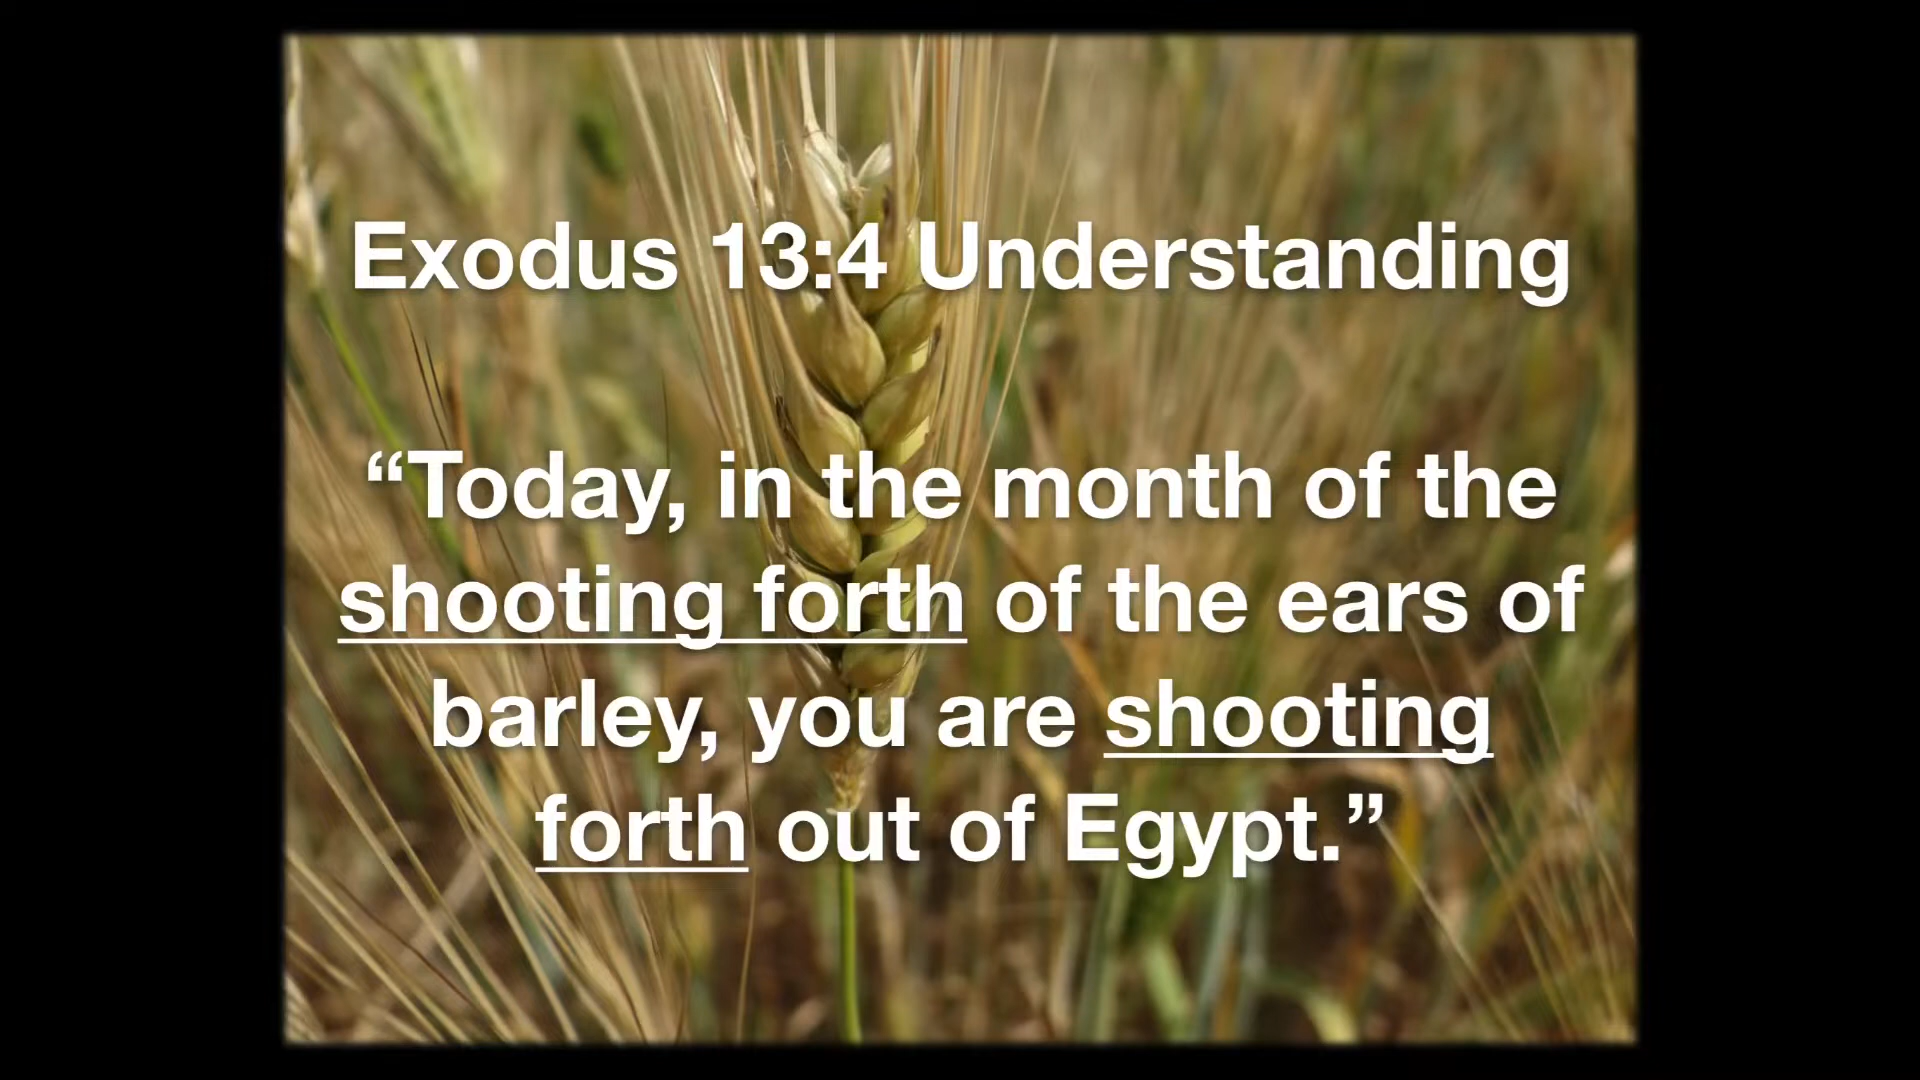 Exodus 13:4 Understanding
“Today, in the month of the
shooting forth of the ears of
barley, you are shooting
forth out of Egypt.”